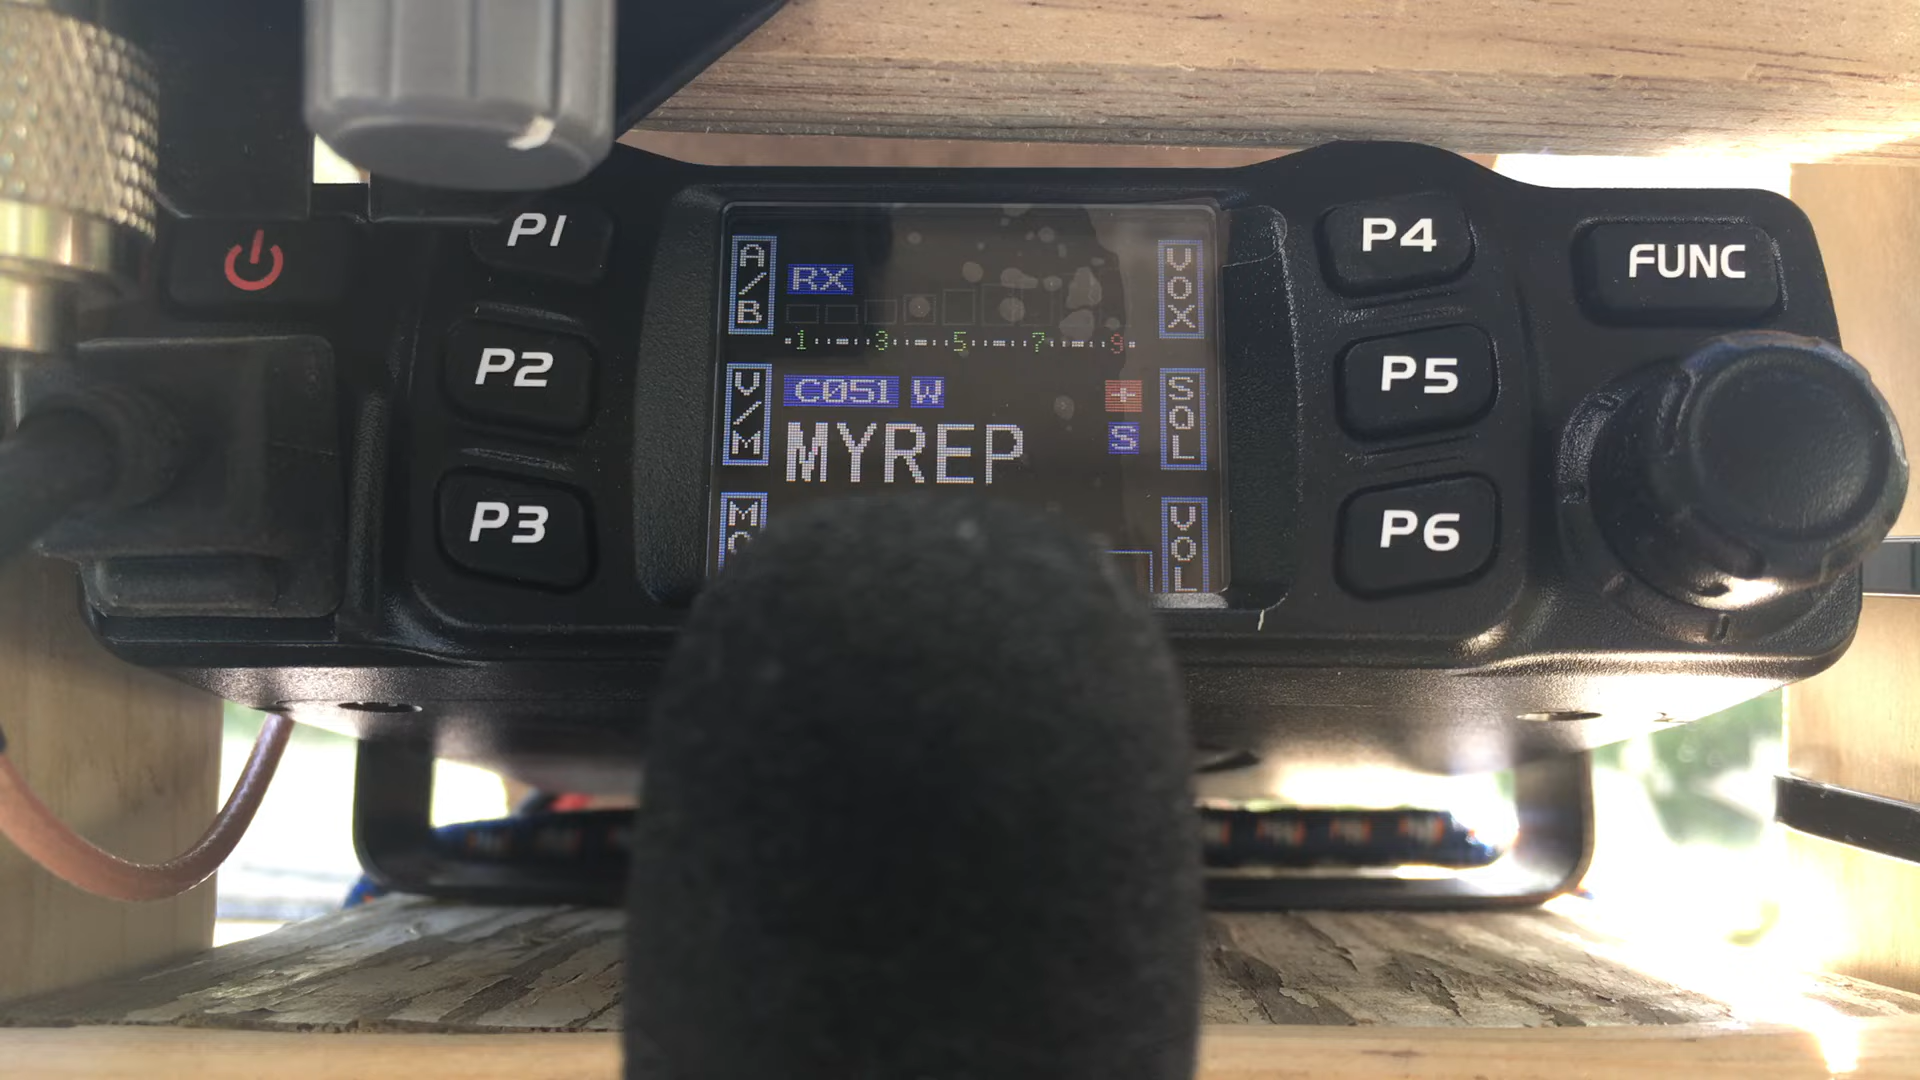 P1
P2
P3
A/B
RX
1 3 5 7 9
VOX
V/M
C051 W +
MYREP S
SQL
VOL
P4
P5
P6
FUNC